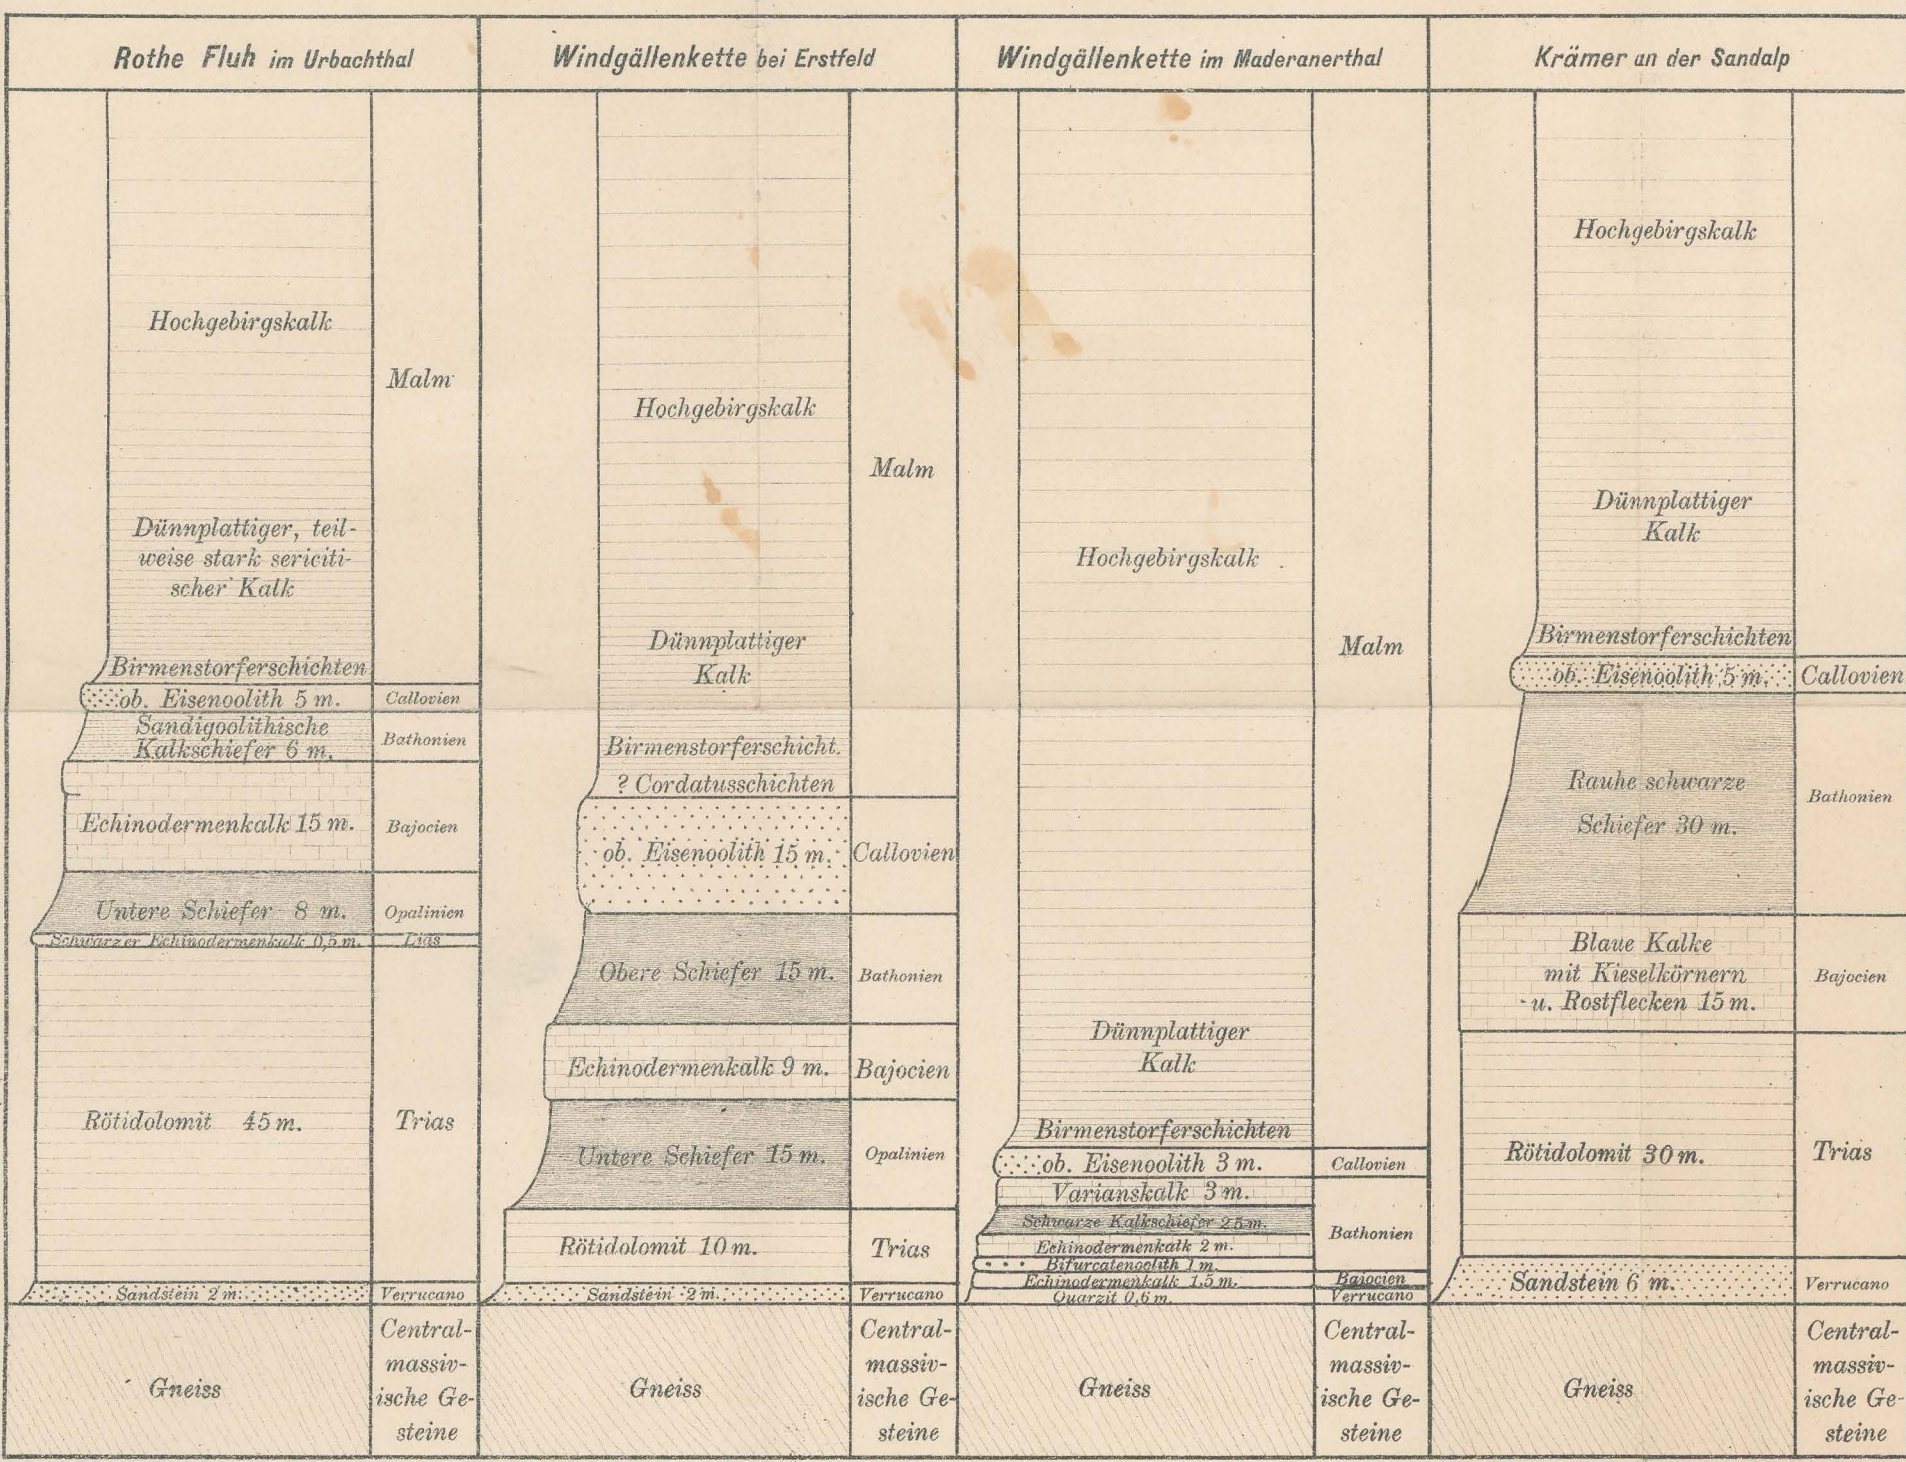 Rothe Fluh im Urbachthal
Hochgebirgskalk
Malm
Dünnplattiger, teil-
weise stark sericiti-
scher Kalk
Birmenstorferschichten
ob. Eisenoolith 5 m.
Callovien
Sandigoolithische
Kalkschiefer 6 m.
Bathonien
Echinodermenkalk 15 m.
Bajocien
Untere Schiefer 8 m.
Opalinien
Schwarzer Echinodermenkalk 0,5 m.
Lias
Rötidolomit 45 m.
Trias
Sandstein 2 m.
Verrucano
Gneiss
Central-
massiv-
ische Ge-
steine
Windgällenkette bei Erstfeld
Hochgebirgskalk
Malm
Dünnplattiger
Kalk
Birmenstorferschicht.
? Cordatusschichten
ob. Eisenoolith 15 m.
Callovien
Obere Schiefer 15 m.
Bathonien
Echinodermenkalk 9 m.
Bajocien
Untere Schiefer 15 m.
Opalinien
Rötidolomit 10 m.
Trias
Sandstein 2 m.
Verrucano
Gneiss
Central-
massiv-
ische Ge-
steine
Windgällenkette im Maderanerthal
Hochgebirgskalk
Malm
Dünnplattiger
Kalk
Birmenstorferschichten
ob. Eisenoolith 3 m.
Callovien
Varianskalk 3 m.
Schwarze Kalkschiefer
Echinodermenkalk 2 m.
Bifurcatenoolith 1 m.
Bathonien
Echinodermenkalk 1,5 m.
Bajocien
Quarzit 0,6 m.
Verrucano
Gneiss
Central-
massiv-
ische Ge-
steine
Krämer an der Sandalp
Hochgebirgskalk
Dünnplattiger
Kalk
Birmenstorferschichten
ob. Eisenoolith 5 m.
Callovien
Rauhe schwarze
Schiefer 30 m.
Bathonien
Blaue Kalke
mit Kieselkörnern
u. Rostflecken 15 m.
Bajocien
Rötidolomit 30 m.
Trias
Sandstein 6 m.
Verrucano
Gneiss
Central-
massiv-
ische Ge-
steine